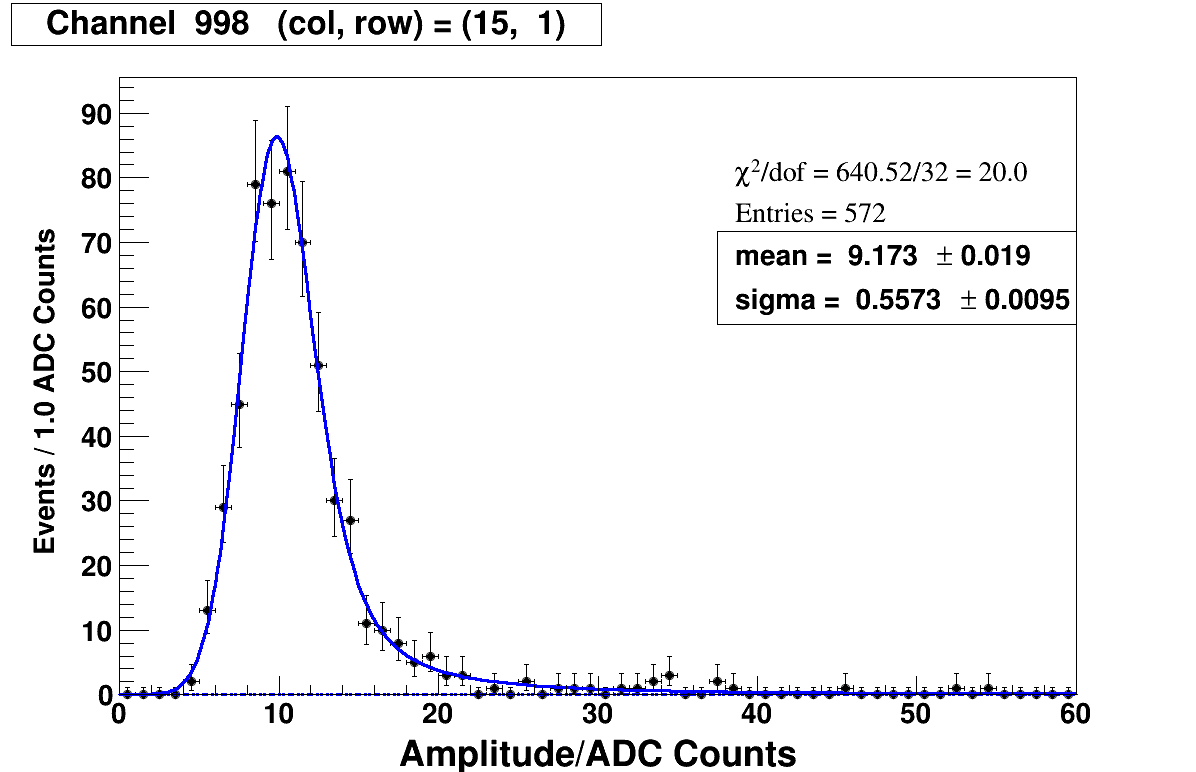 Channel 998 (col, row) = (15, 1)
χ²/dof = 640.52/32 = 20.0
Entries = 572
mean = 9.173 ± 0.019
sigma = 0.5573 ± 0.0095
Events / 1.0 ADC Counts
90
80
70
60
50
40
30
20
10
0
0 10 20 30 40 50 60
Amplitude/ADC Counts